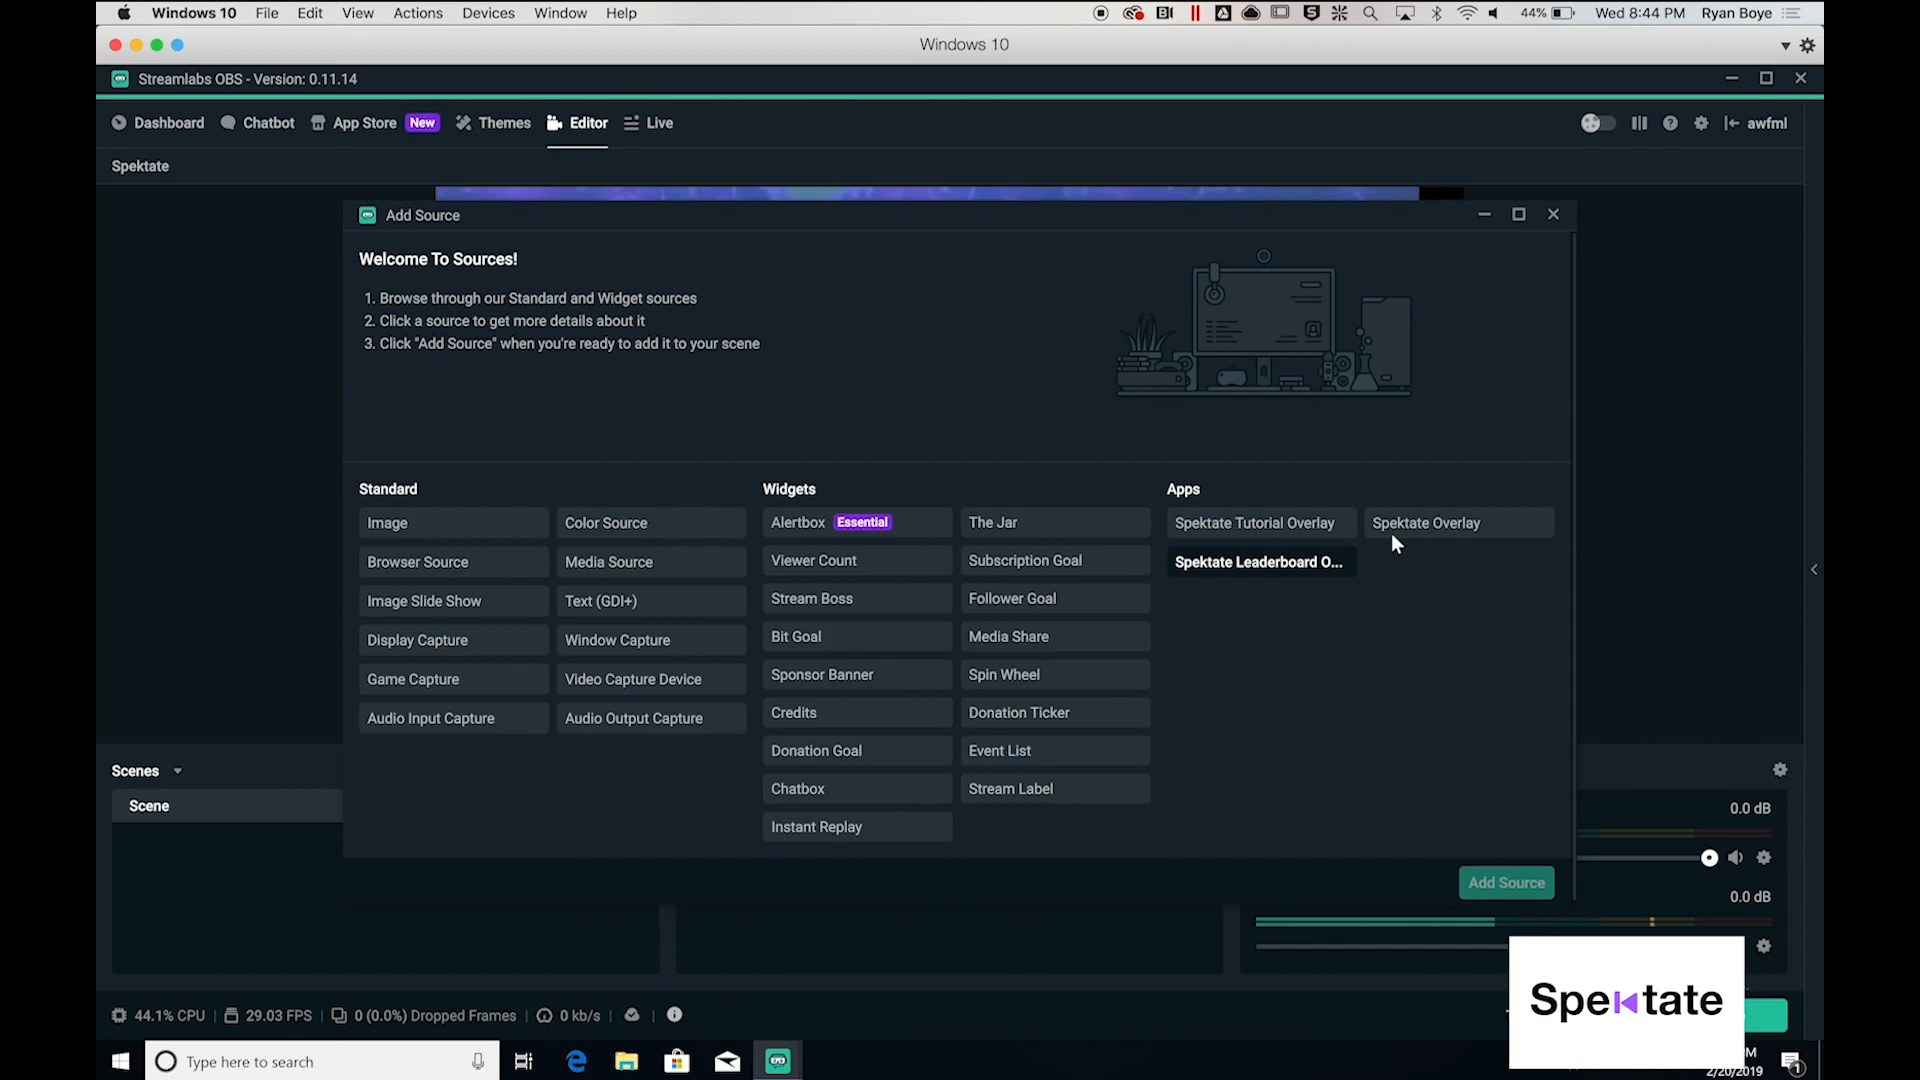 Windows 10 File Edit View Actions Devices Window Help
44% Wed 8:44 PM Ryan Boye
Windows 10
Streamlabs OBS - Version: 0.11.14
Dashboard Chatbot App Store New Themes Editor Live
awfml
Spektate
Add Source
Welcome To Sources!
1. Browse through our Standard and Widget sources
2. Click a source to get more details about it
3. Click "Add Source" when you're ready to add it to your scene
Standard
Image Color Source
Browser Source Media Source
Image Slide Show Text (GDI+)
Display Capture Window Capture
Game Capture Video Capture Device
Audio Input Capture Audio Output Capture
Widgets
Alertbox Essential The Jar
Viewer Count Subscription Goal
Stream Boss Follower Goal
Bit Goal Media Share
Sponsor Banner Spin Wheel
Credits Donation Ticker
Donation Goal Event List
Chatbox Stream Label
Instant Replay
Apps
Spektate Tutorial Overlay Spektate Overlay
Spektate Leaderboard O...
Add Source
Scenes
Scene
0.0 dB
0.0 dB
44.1% CPU 29.03 FPS 0 (0.0%) Dropped Frames 0 kb/s
Spektate
Type here to search
M
2/20/2019
1